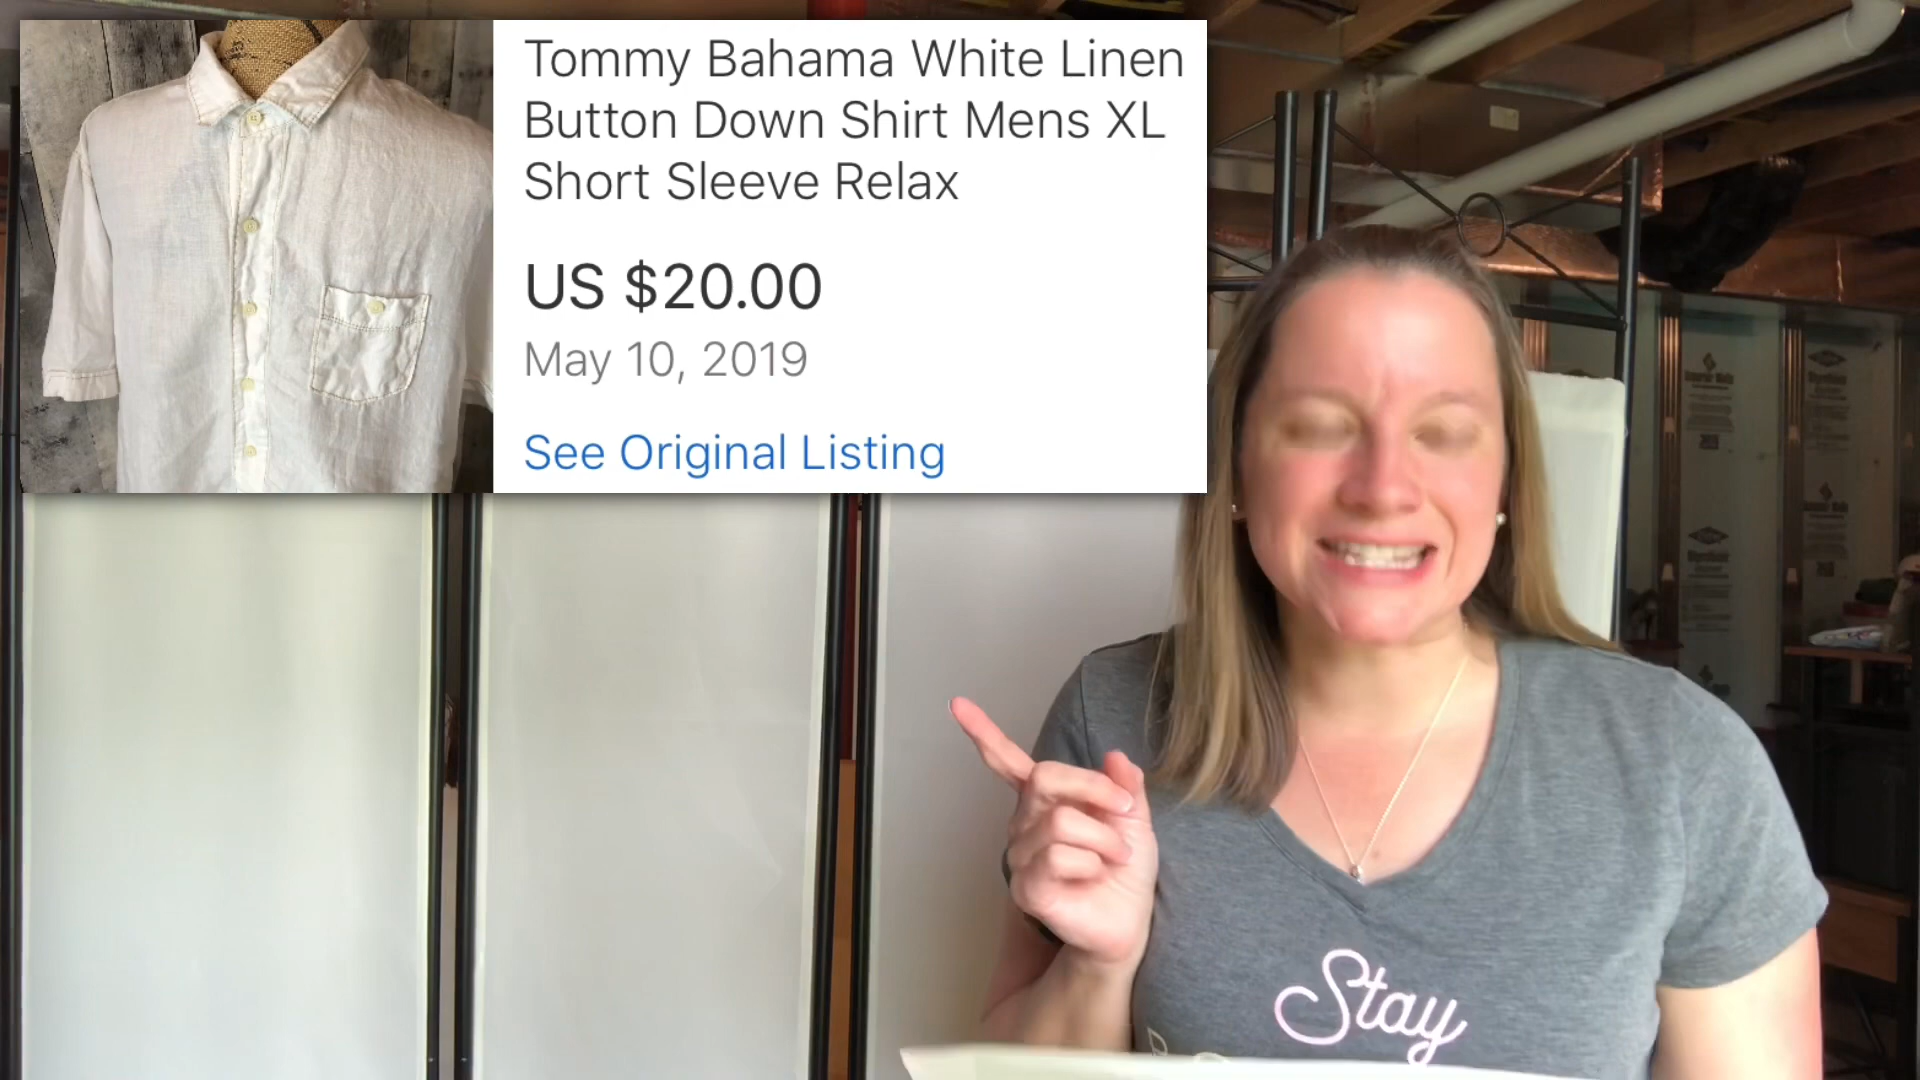 Tommy Bahama White Linen
Button Down Shirt Mens XL
Short Sleeve Relax
US $20.00
May 10, 2019
See Original Listing
Stay